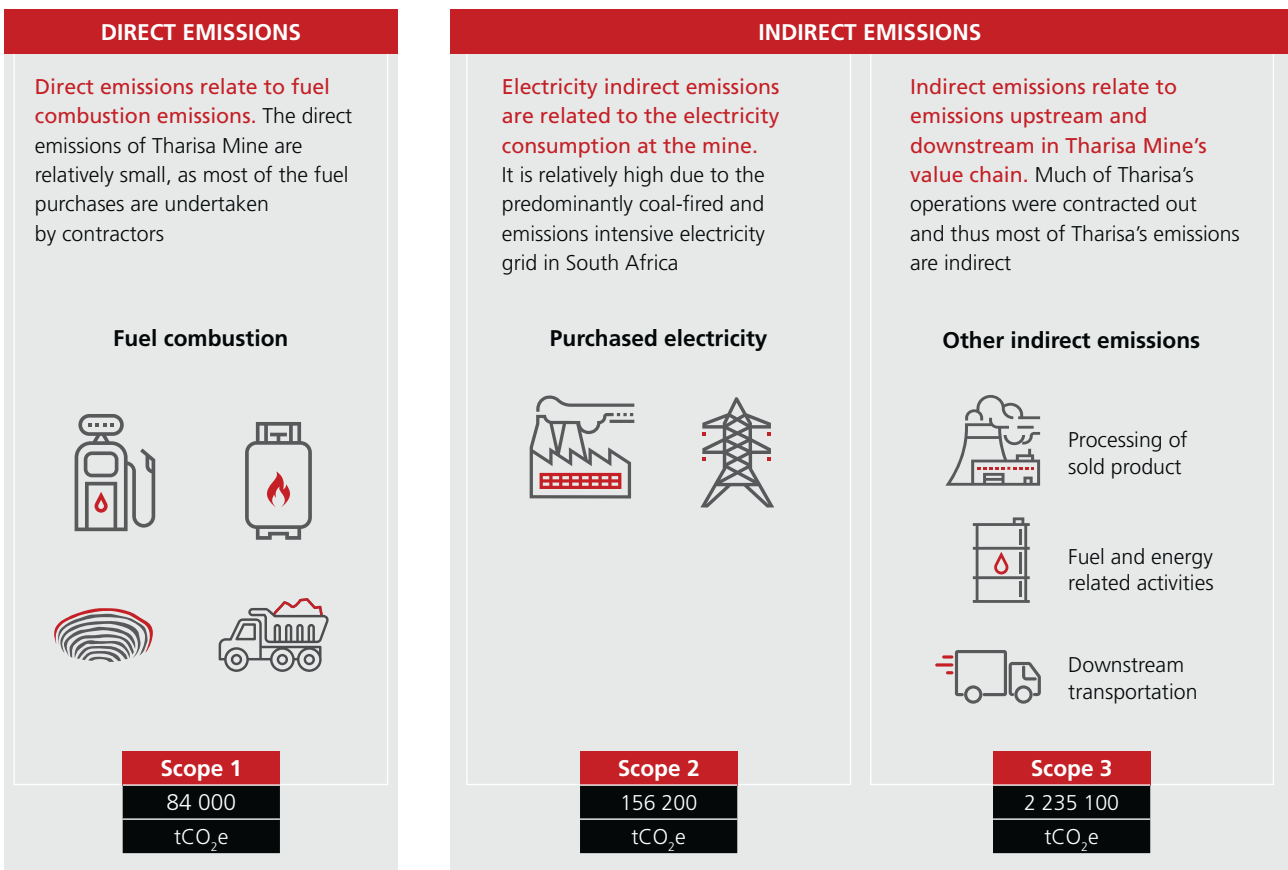 DIRECT EMISSIONS
Direct emissions relate to fuel
combustion emissions. The direct
emissions of Tharisa Mine are
relatively small, as most of the fuel
purchases are undertaken
by contractors
Fuel combustion
Scope 1
84 000
tCO₂e
INDIRECT EMISSIONS
Electricity indirect emissions
are related to the electricity
consumption at the mine.
It is relatively high due to the
predominantly coal-fired and
emissions intensive electricity
grid in South Africa
Purchased electricity
Scope 2
156 200
tCO₂e
Indirect emissions relate to
emissions upstream and
downstream in Tharisa Mine’s
value chain. Much of Tharisa’s
operations were contracted out
and thus most of Tharisa’s emissions
are indirect
Other indirect emissions
Processing of
sold product
Fuel and energy
related activities
Downstream
transportation
Scope 3
2 235 100
tCO₂e